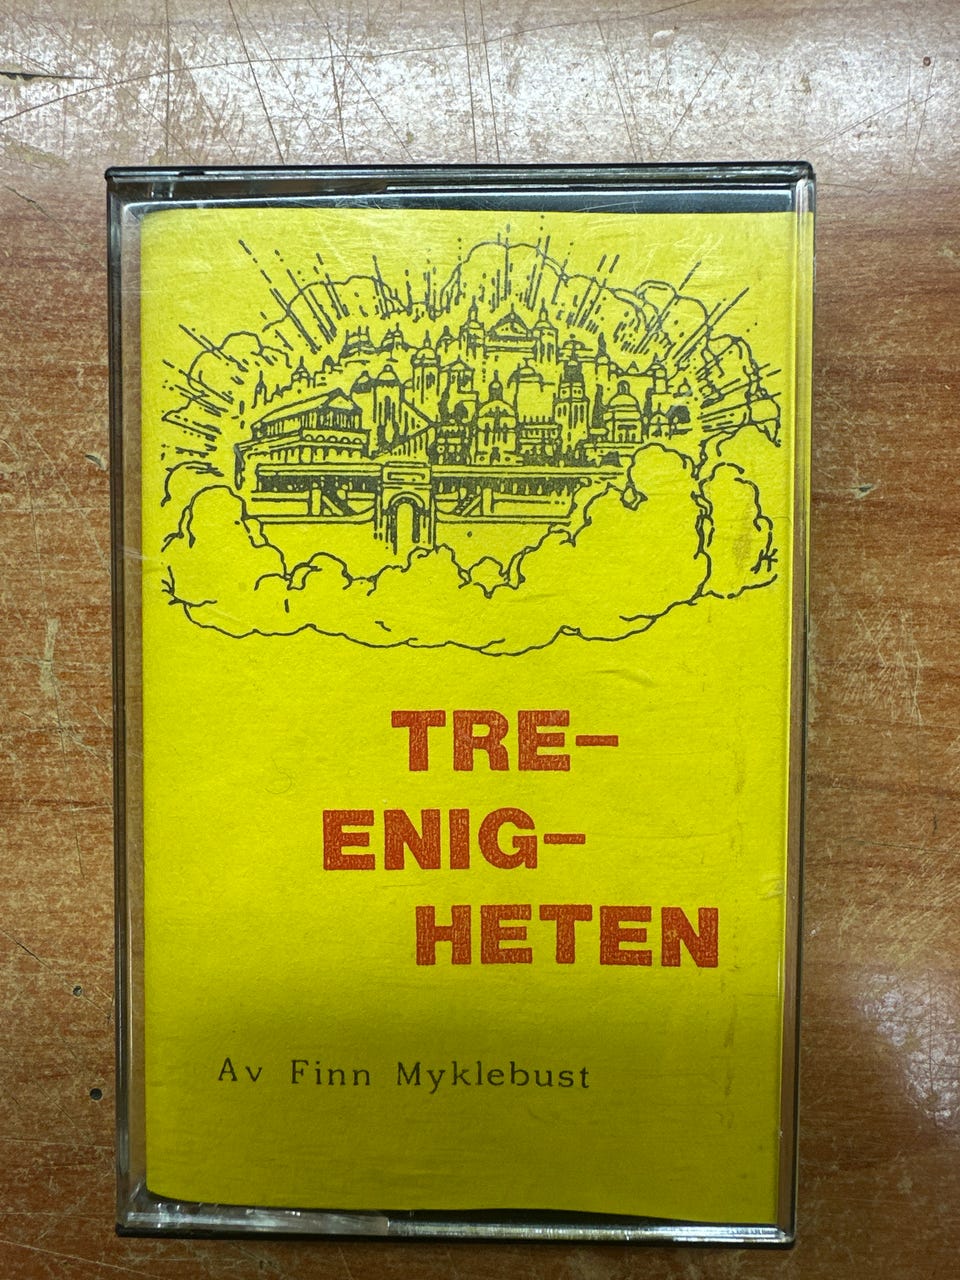 TRE-
ENIG-
HETEN
Av Finn Myklebust